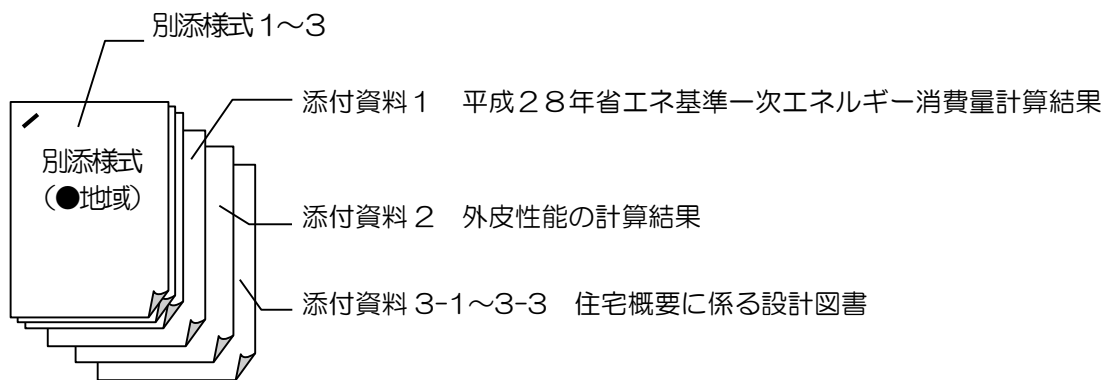 別添様式1～3
添付資料1　平成28年省エネ基準一次エネルギー消費量計算結果
別添様式
（●地域）
添付資料2　外皮性能の計算結果
添付資料 3-1～3-3　住宅概要に係る設計図書